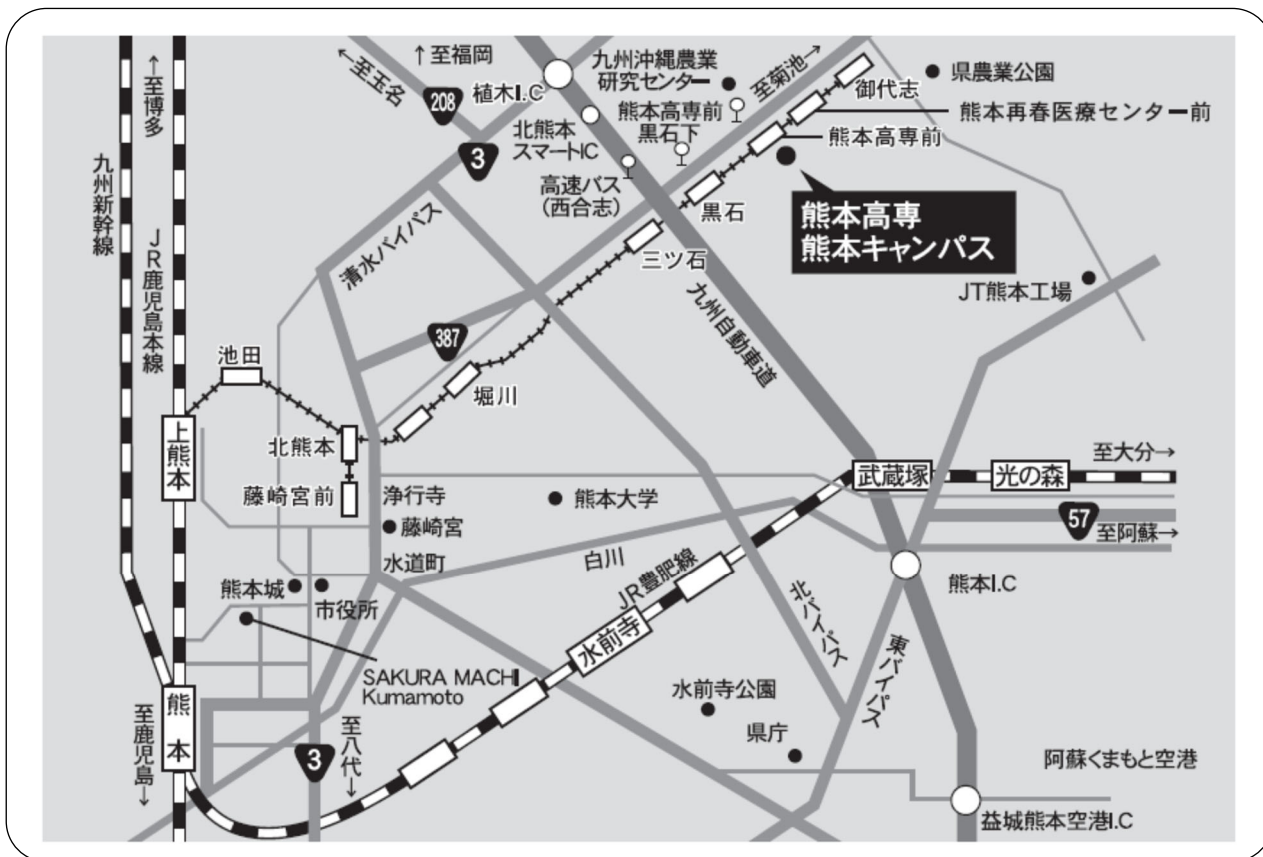 ←至玉名
↑至福岡
208
植木I.C
九州沖縄農業
研究センター
至菊池→
御代志
県農業公園
熊本再春医療センター前
↑至博多
北熊本
スマートIC
熊本高専前
黒石下
熊本高専前
3
高速バス
(西合志)
黒石
熊本高専
熊本キャンパス
九州新幹線
JR鹿児島本線
清水バイパス
三ツ石
九州自動車道
JT熊本工場
387
池田
堀川
上熊本
北熊本
藤崎宮前
浄行寺
藤崎宮
水道町
熊本大学
武蔵塚
光の森
至大分→
57
至阿蘇→
白川
JR豊肥線
熊本I.C
熊本城
市役所
北バイパス
東バイパス
水前寺
SAKURA MACHI
Kumamoto
水前寺公園
県庁
熊本
至鹿児島→
3
至八代→
阿蘇くまもと空港
益城熊本空港I.C